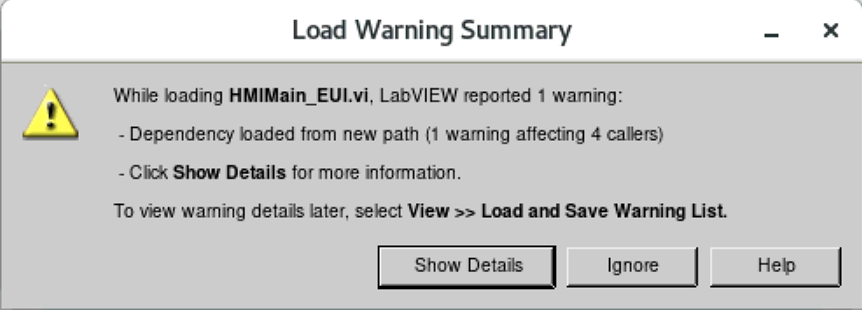 Load Warning Summary
While loading HMIMain_EUI.vi, LabVIEW reported 1 warning:
- Dependency loaded from new path (1 warning affecting 4 callers)
- Click Show Details for more information.
To view warning details later, select View >> Load and Save Warning List.
Show Details Ignore Help